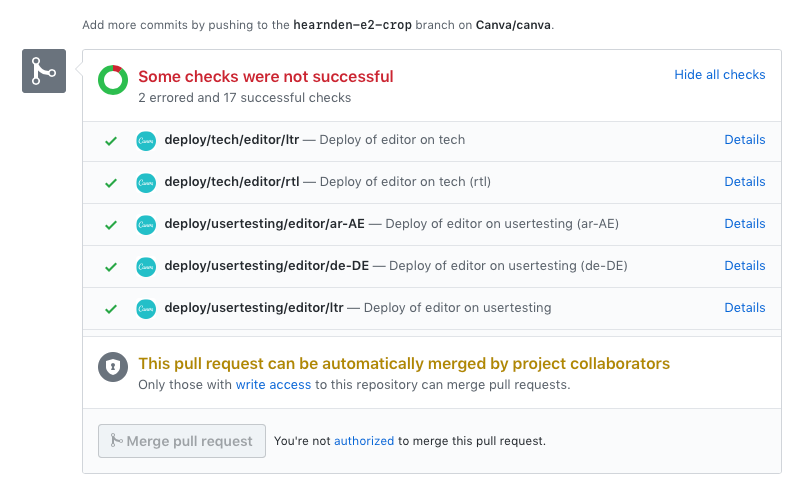 Add more commits by pushing to the hearnden-e2-crop branch on Canva/canva.
Some checks were not successful
Hide all checks
2 errored and 17 successful checks
Canva deploy/tech/editor/ltr — Deploy of editor on tech Details
Canva deploy/tech/editor/rtl — Deploy of editor on tech (rtl) Details
Canva deploy/usertesting/editor/ar-AE — Deploy of editor on usertesting (ar-AE) Details
Canva deploy/usertesting/editor/de-DE — Deploy of editor on usertesting (de-DE) Details
Canva deploy/usertesting/editor/ltr — Deploy of editor on usertesting Details
This pull request can be automatically merged by project collaborators
Only those with write access to this repository can merge pull requests.
Merge pull request You're not authorized to merge this pull request.